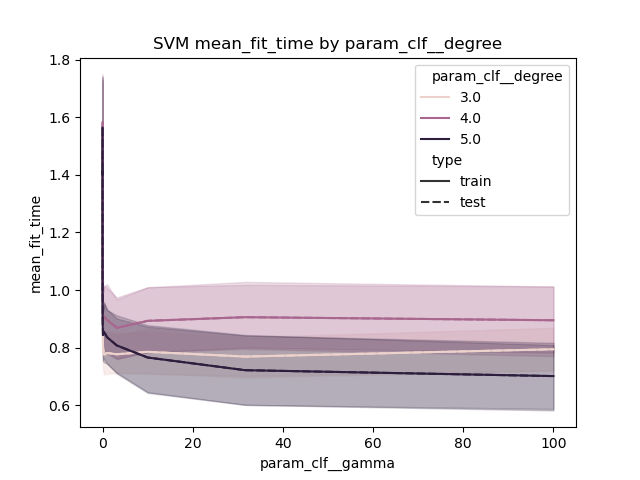 SVM mean_fit_time by param_clf__degree
mean_fit_time
1.8
1.6
1.4
1.2
1.0
0.8
0.6
param_clf__degree
3.0
4.0
5.0
type
train
test
0
20
40
60
80
100
param_clf__gamma